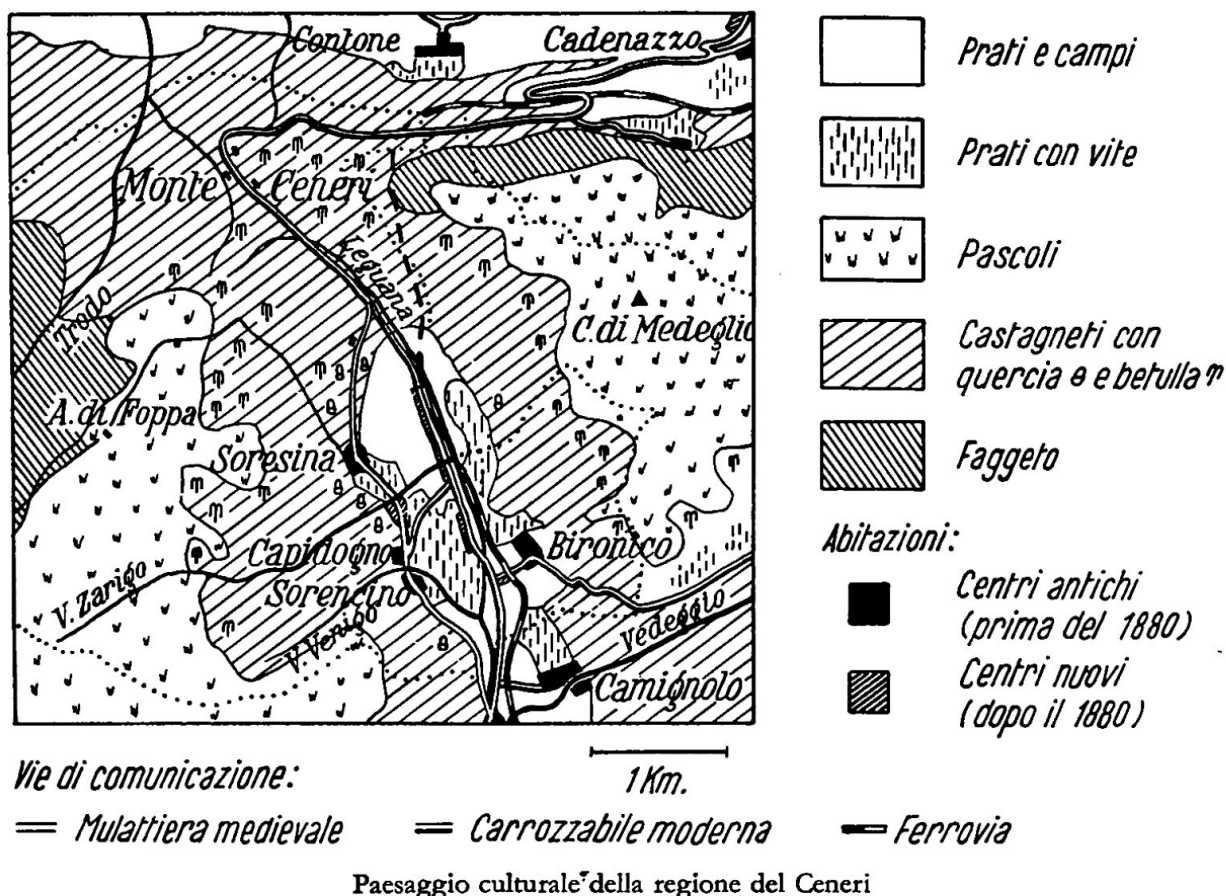 Contone
Cadenazzo
Monte Ceneri
Leguana
Trodo
C. di Medeglio
A. di Foppa
Soresina
Capidogno
Bironico
Sorencino
V. Zarigo
V. Venigo
Vedeggio
Camignolo
Prati e campi
Prati con vite
Pascoli
Castagneti con
quercia e betulla
Faggeto
Abitazioni:
Centri antichi
(prima del 1880)
Centri nuovi
(dopo il 1880)
1 Km.
Vie di comunicazione:
Mulattiera medievale
Carrozzabile moderna
Ferrovia
Paesaggio culturale della regione del Ceneri